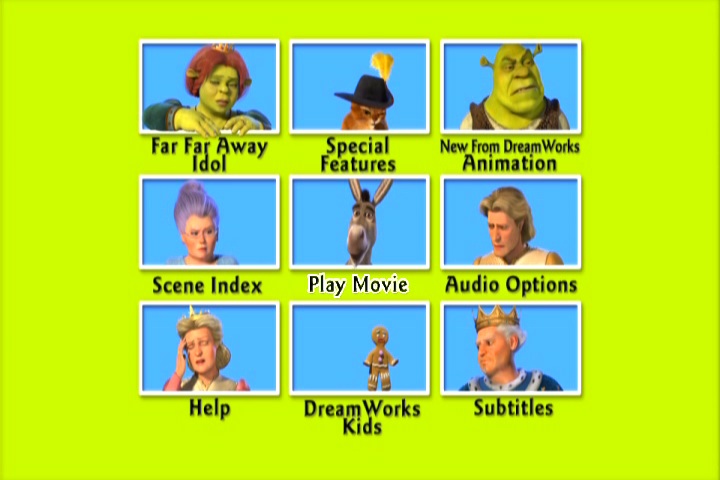 Far Far Away
Idol
Special
Features
New From DreamWorks
Animation
Scene Index
Play Movie
Audio Options
Help
DreamWorks
Kids
Subtitles